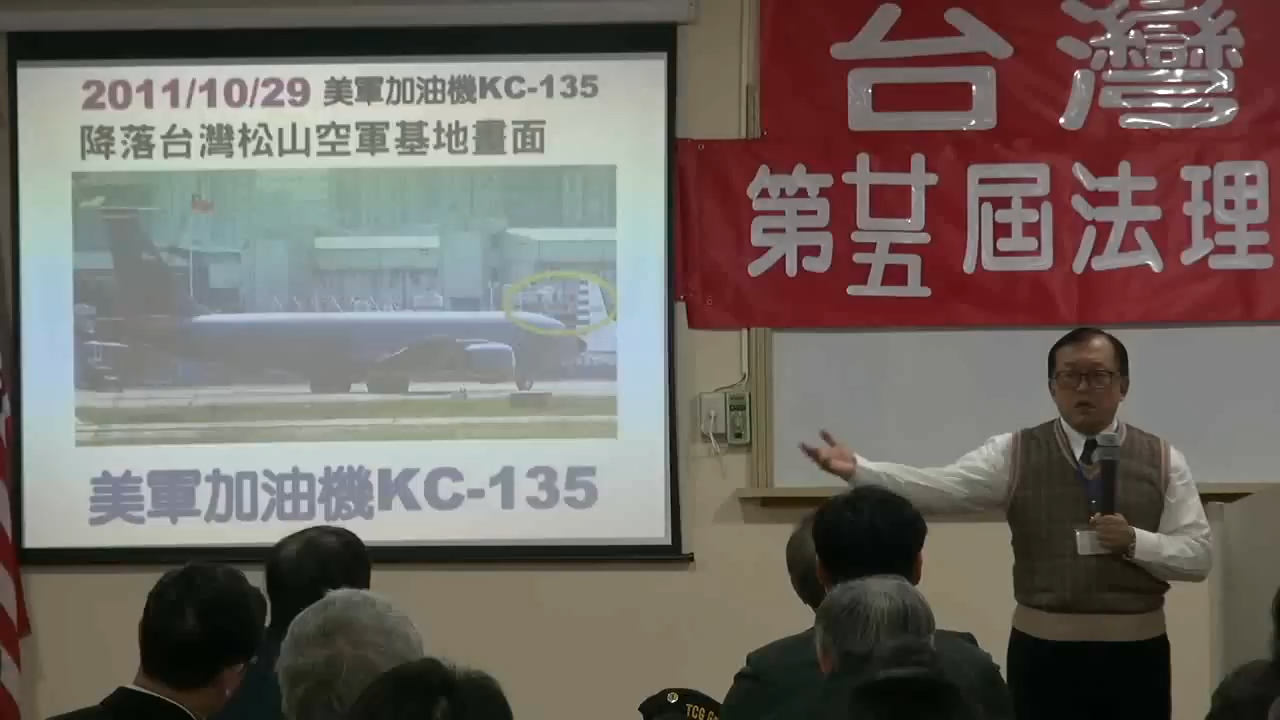 2011/10/29 美軍加油機KC-135
降落台灣松山空軍基地畫面
美軍加油機KC-135
台灣
第廿五屆法理
TCG